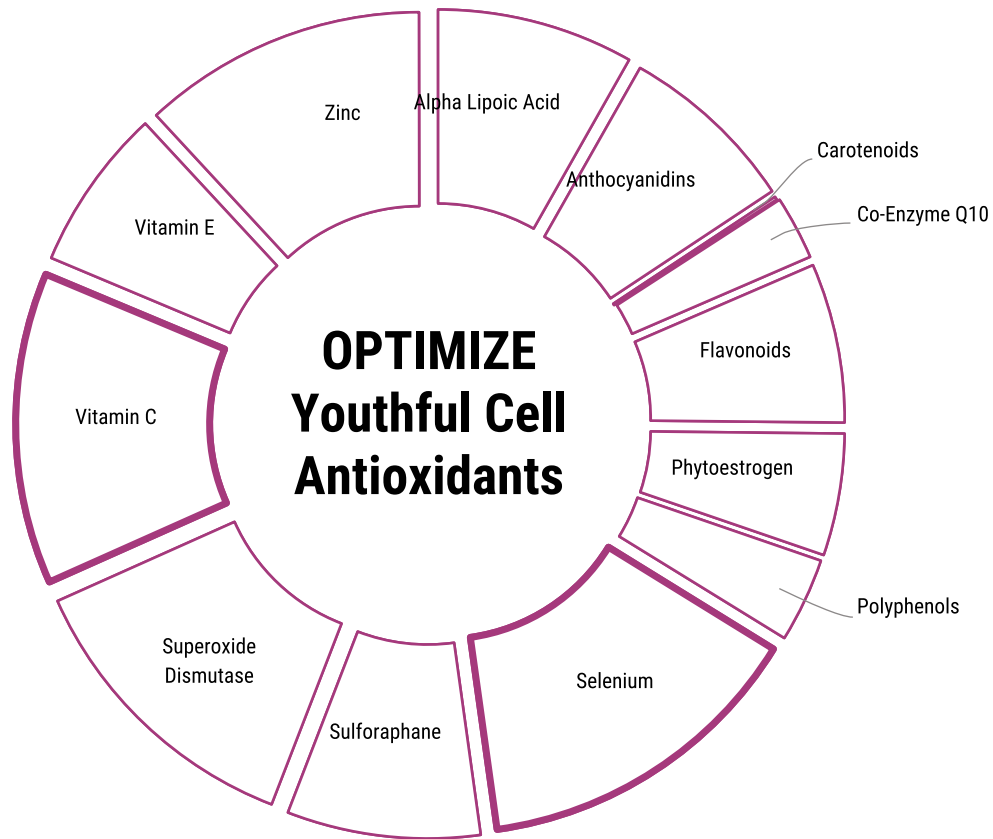 Zinc
Alpha Lipoic Acid
Anthocyanidins
Carotenoids
Co-Enzyme Q10
Flavonoids
Phytoestrogen
Polyphenols
Selenium
Sulforaphane
Superoxide
Dismutase
Vitamin C
Vitamin E
OPTIMIZE
Youthful Cell
Antioxidants